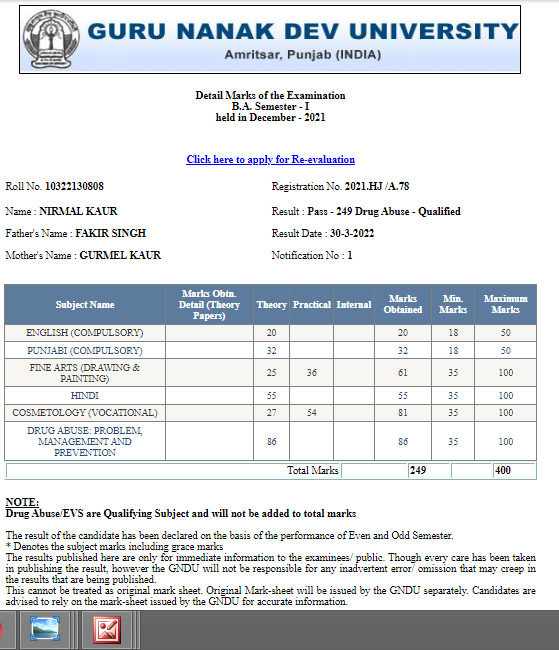 GURU NANAK DEV UNIVERSITY
Amritsar, Punjab (INDIA)
Detail Marks of the Examination
B.A. Semester - I
held in December - 2021
Click here to apply for Re-evaluation
Roll No. 10322130808 Registration No. 2021.HJ /A.78
Name : NIRMAL KAUR Result : Pass - 249 Drug Abuse - Qualified
Father's Name : FAKIR SINGH Result Date : 30-3-2022
Mother's Name : GURMEL KAUR Notification No : 1
Subject Name Marks Obtn. Detail (Theory Papers) Theory Practical Internal Marks Obtained Min. Marks Maximum Marks
ENGLISH (COMPULSORY) 20 20 18 50
PUNJABI (COMPULSORY) 32 32 18 50
FINE ARTS (DRAWING & PAINTING) 25 36 61 35 100
HINDI 55 55 35 100
COSMETOLOGY (VOCATIONAL) 27 54 81 35 100
DRUG ABUSE: PROBLEM, MANAGEMENT AND PREVENTION 86 86 35 100
Total Marks 249 400
NOTE:
Drug Abuse/EVS are Qualifying Subject and will not be added to total marks
The result of the candidate has been declared on the basis of the performance of Even and Odd Semester.
* Denotes the subject marks including grace marks
The results published here are only for immediate information to the examinees/ public. Though every care has been taken
in publishing the result, however the GNDU will not be responsible for any inadvertent error/ omission that may creep in
the results that are being published.
This cannot be treated as original mark sheet. Original Mark-sheet will be issued by the GNDU separately. Candidates are
advised to rely on the mark-sheet issued by the GNDU for accurate information.